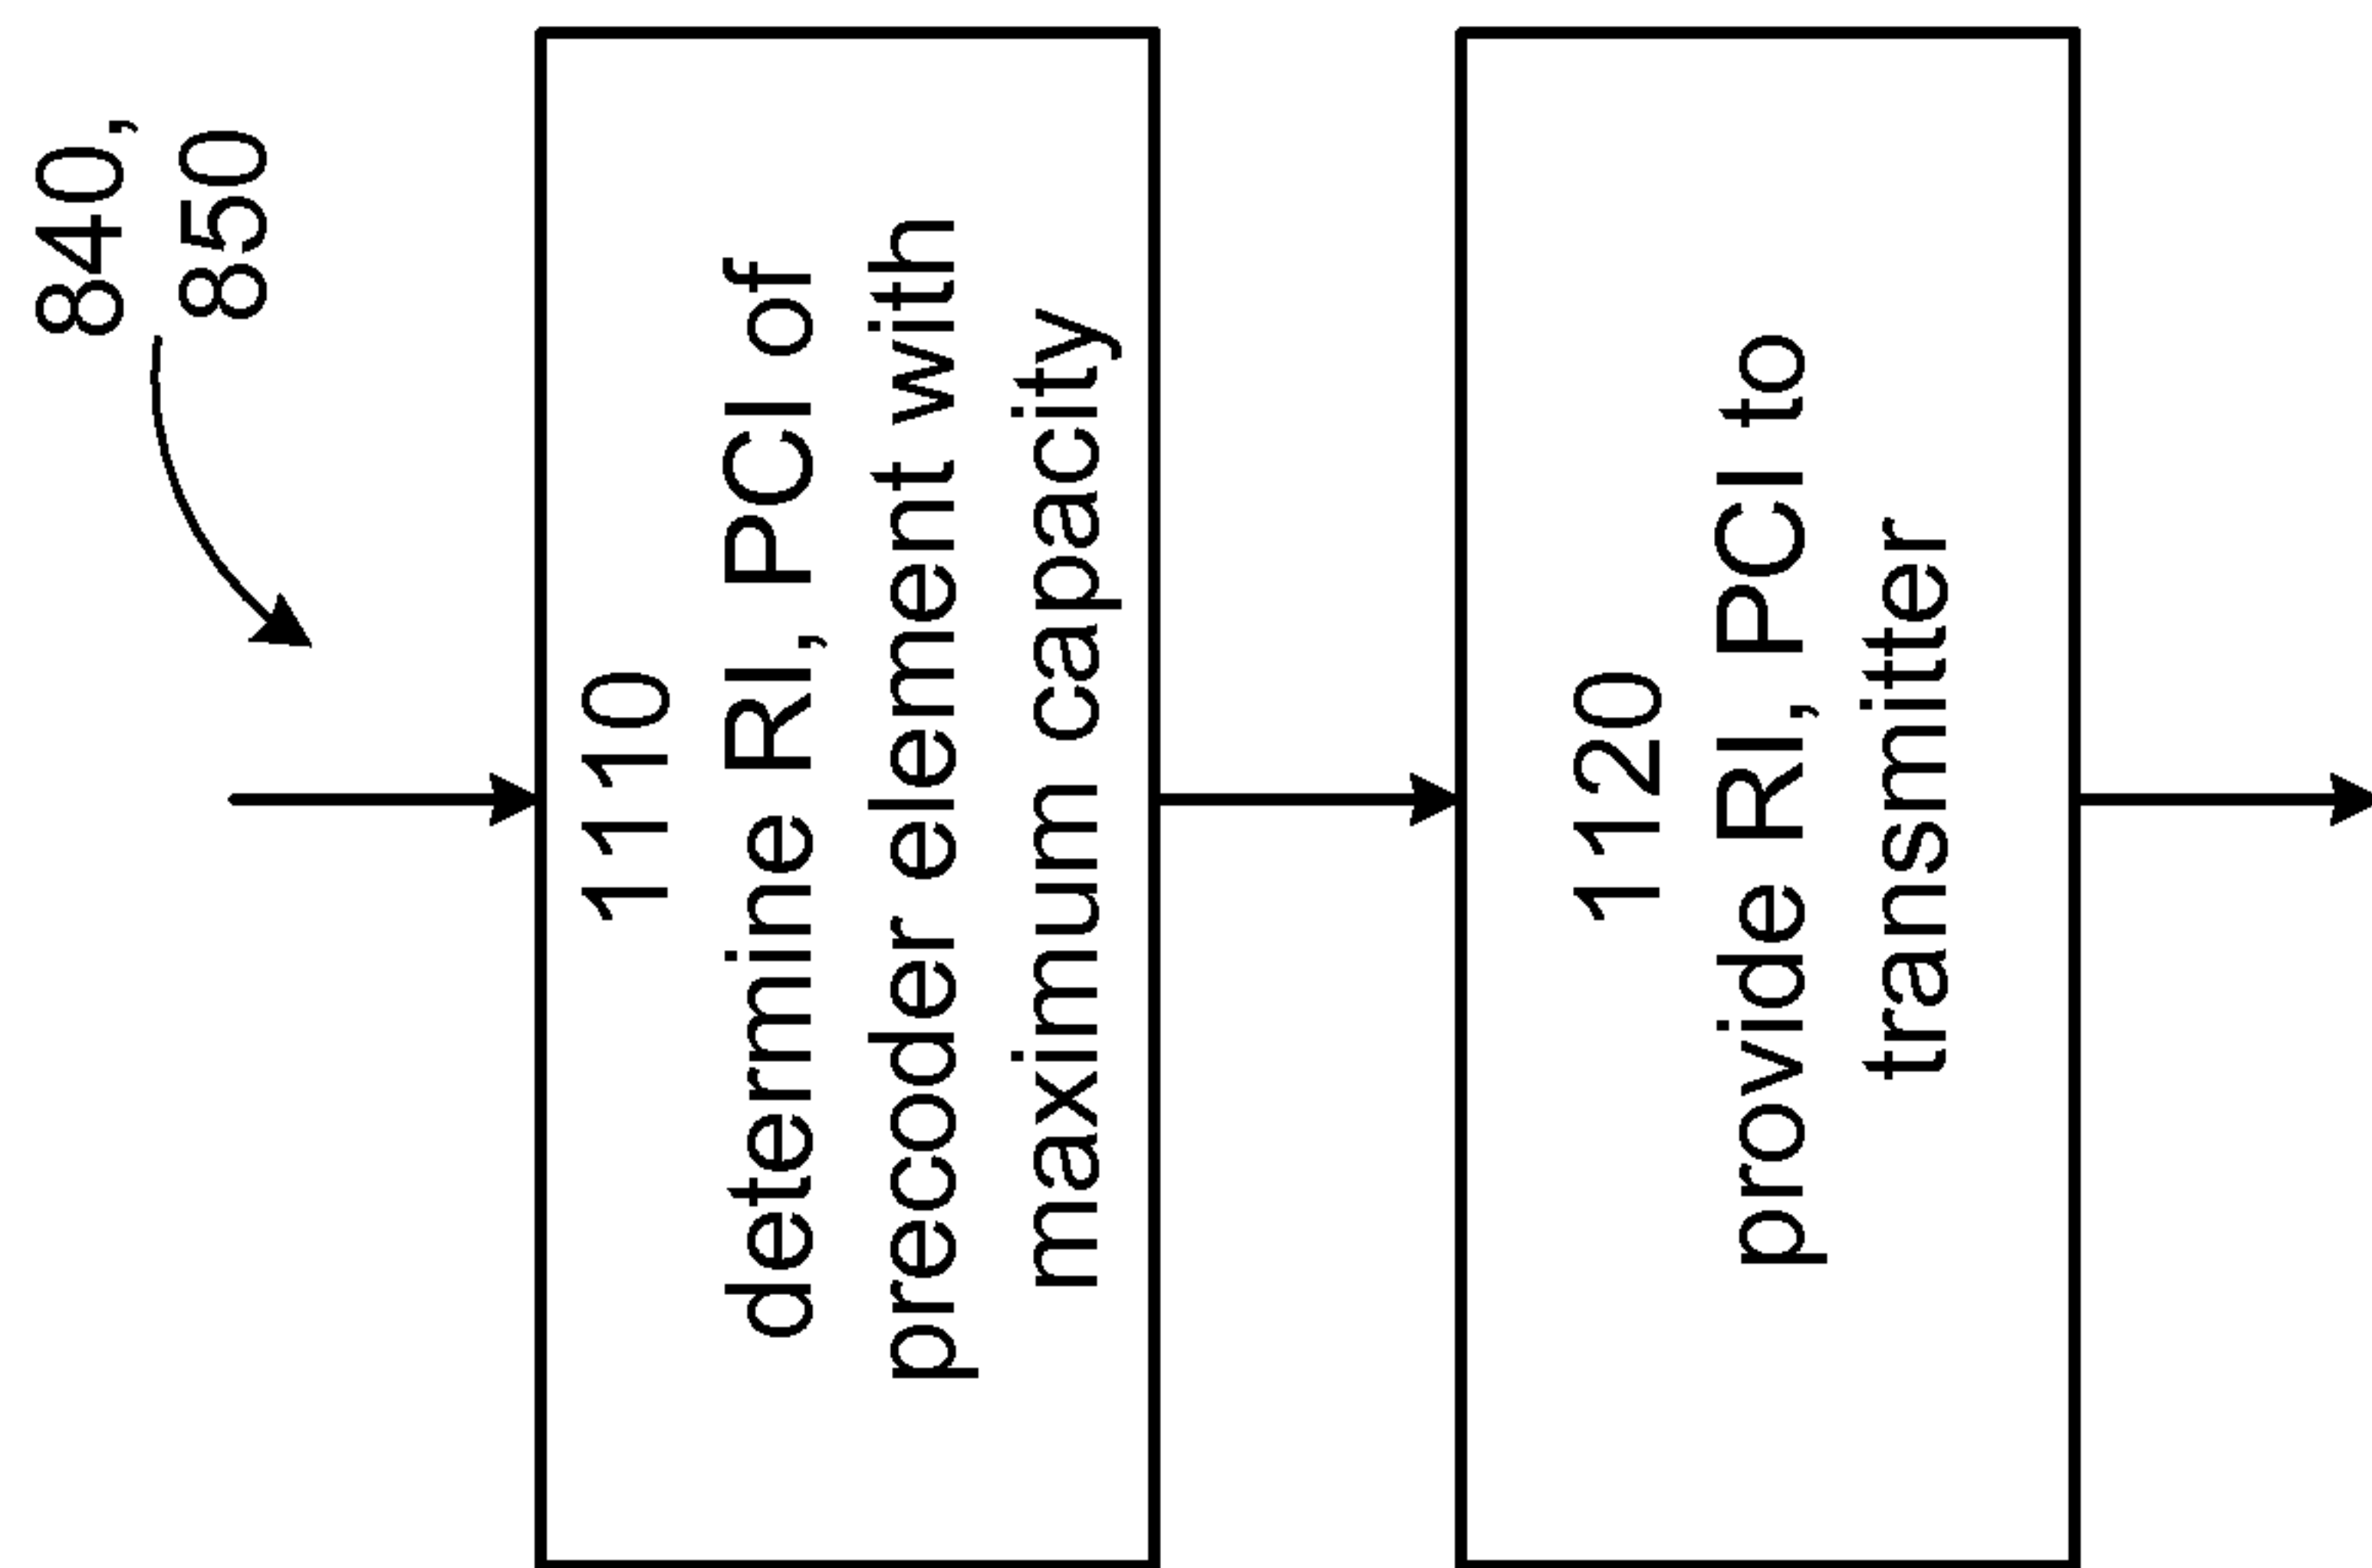 840,
850
1110
determine RI, PCI of
precoder element with
maximum capacity
1120
provide RI, PCI to
transmitter